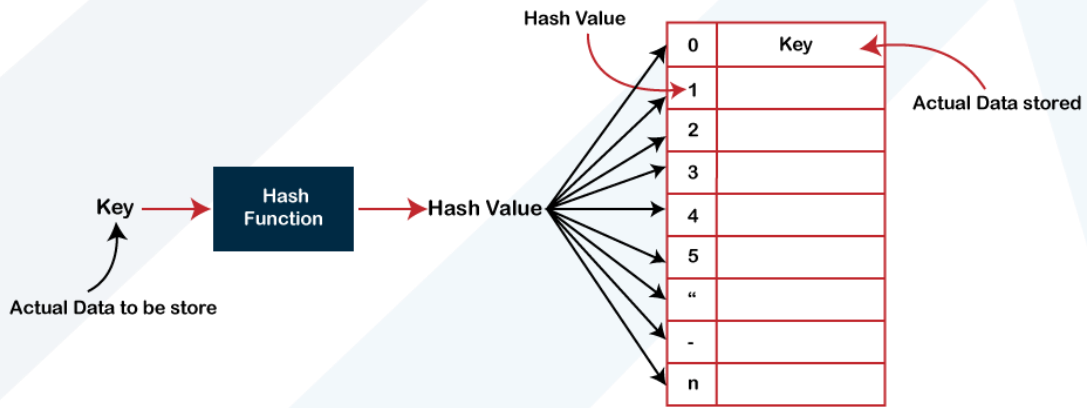 Hash Value
0 Key
1
Actual Data stored
2
3
Key
Hash
Function
Hash Value
4
5
Actual Data to be store
“
-
n